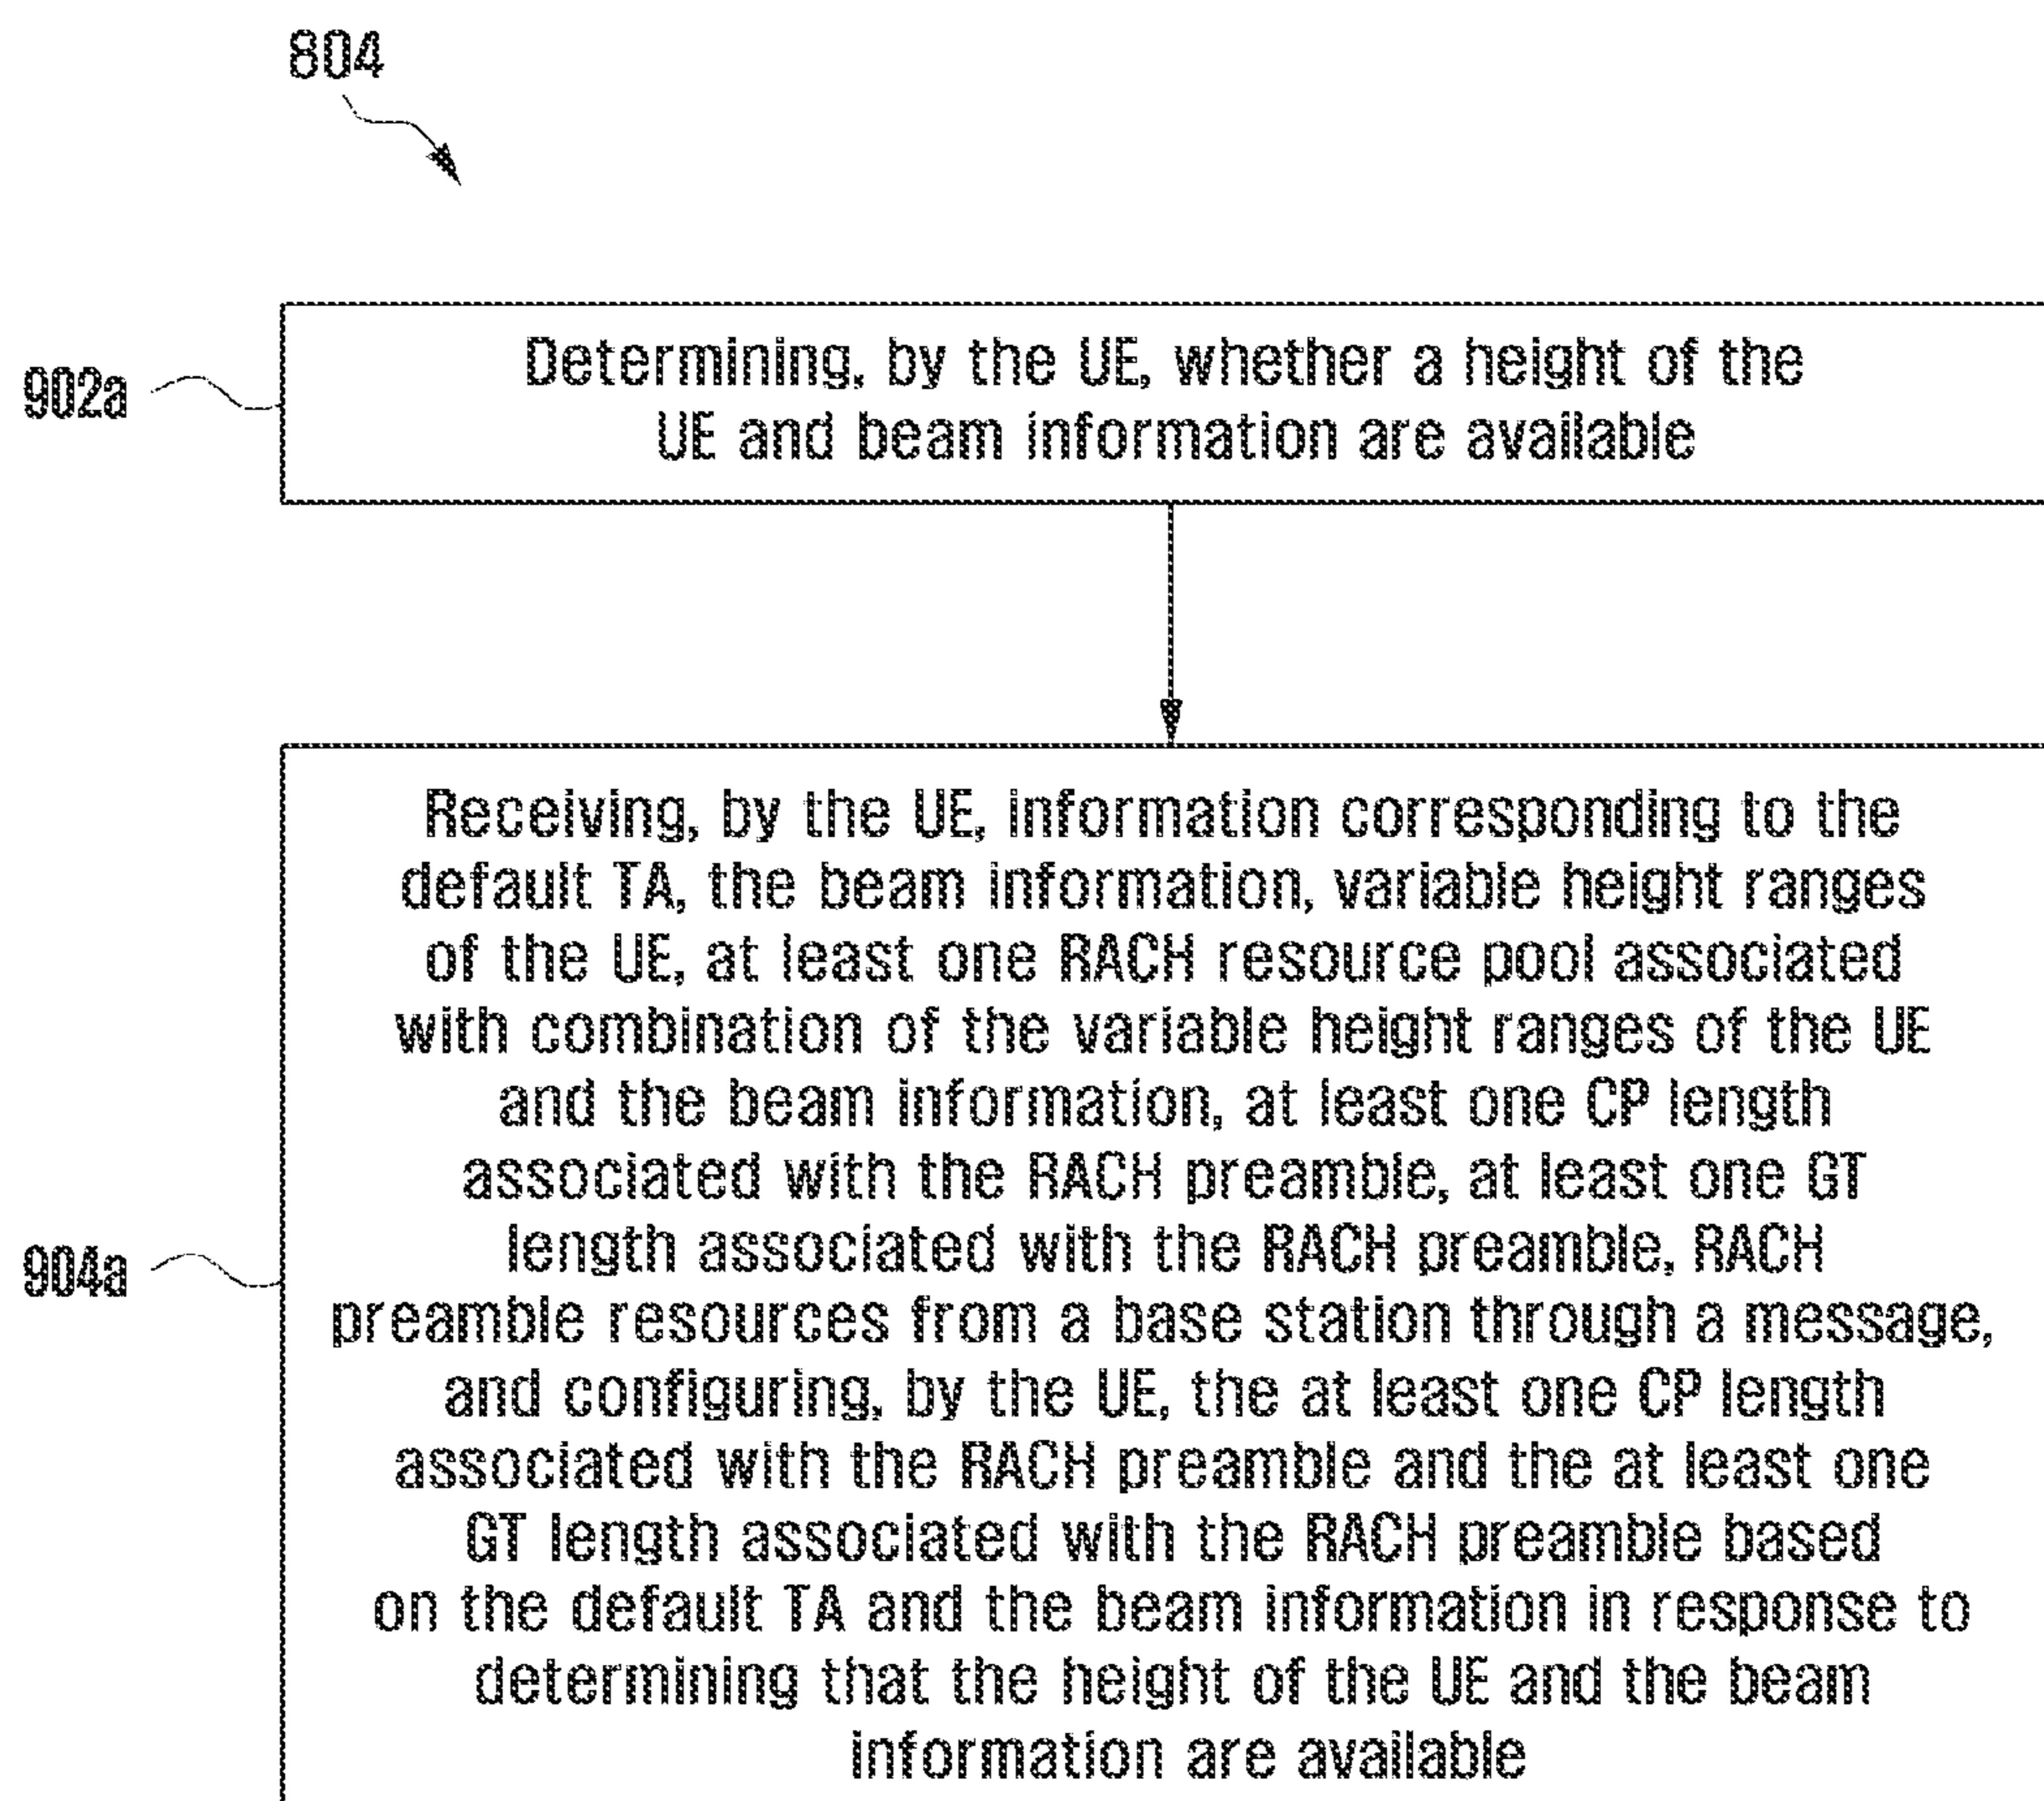 804
902a
Determining, by the UE, whether a height of the
UE and beam information are available
904a
Receiving, by the UE, information corresponding to the
default TA, the beam information, variable height ranges
of the UE, at least one RACH resource pool associated
with combination of the variable height ranges of the UE
and the beam information, at least one CP length
associated with the RACH preamble, at least one GT
length associated with the RACH preamble, RACH
preamble resources from a base station through a message,
and configuring, by the UE, the at least one CP length
associated with the RACH preamble and the at least one
GT length associated with the RACH preamble based
on the default TA and the beam information in response to
determining that the height of the UE and the beam
information are available